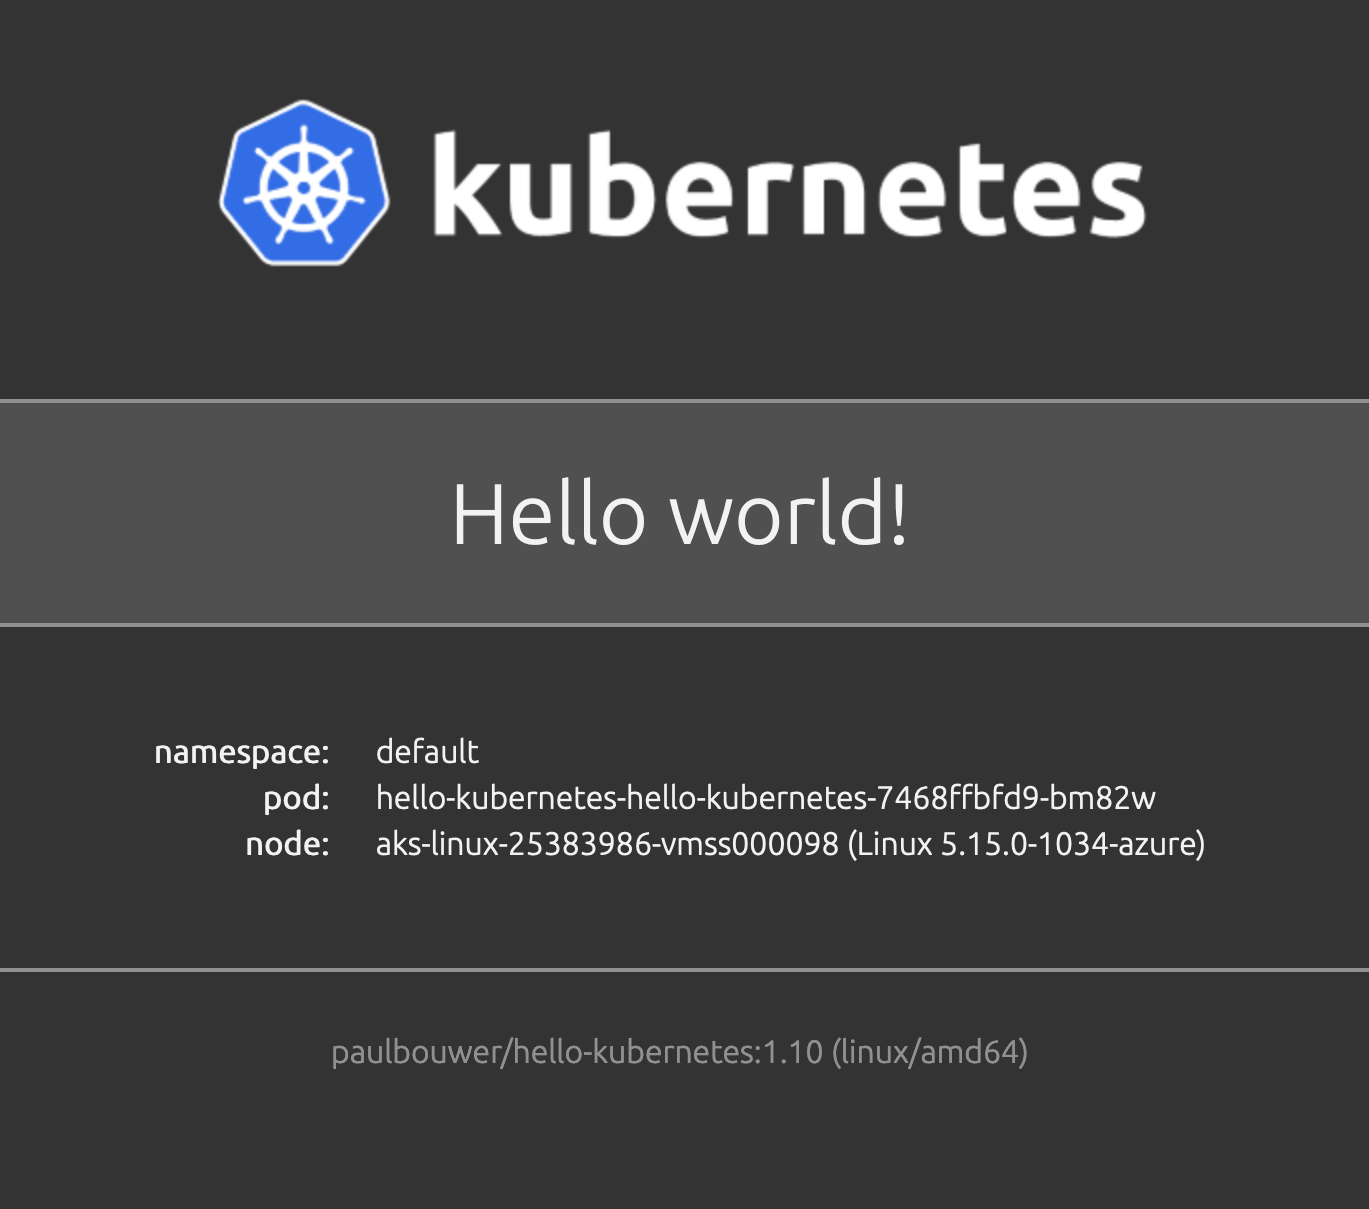 kubernetes
Hello world!
namespace: default
pod: hello-kubernetes-hello-kubernetes-7468ffbfd9-bm82w
node: aks-linux-25383986-vmss000098 (Linux 5.15.0-1034-azure)
paulbouwer/hello-kubernetes:1.10 (linux/amd64)